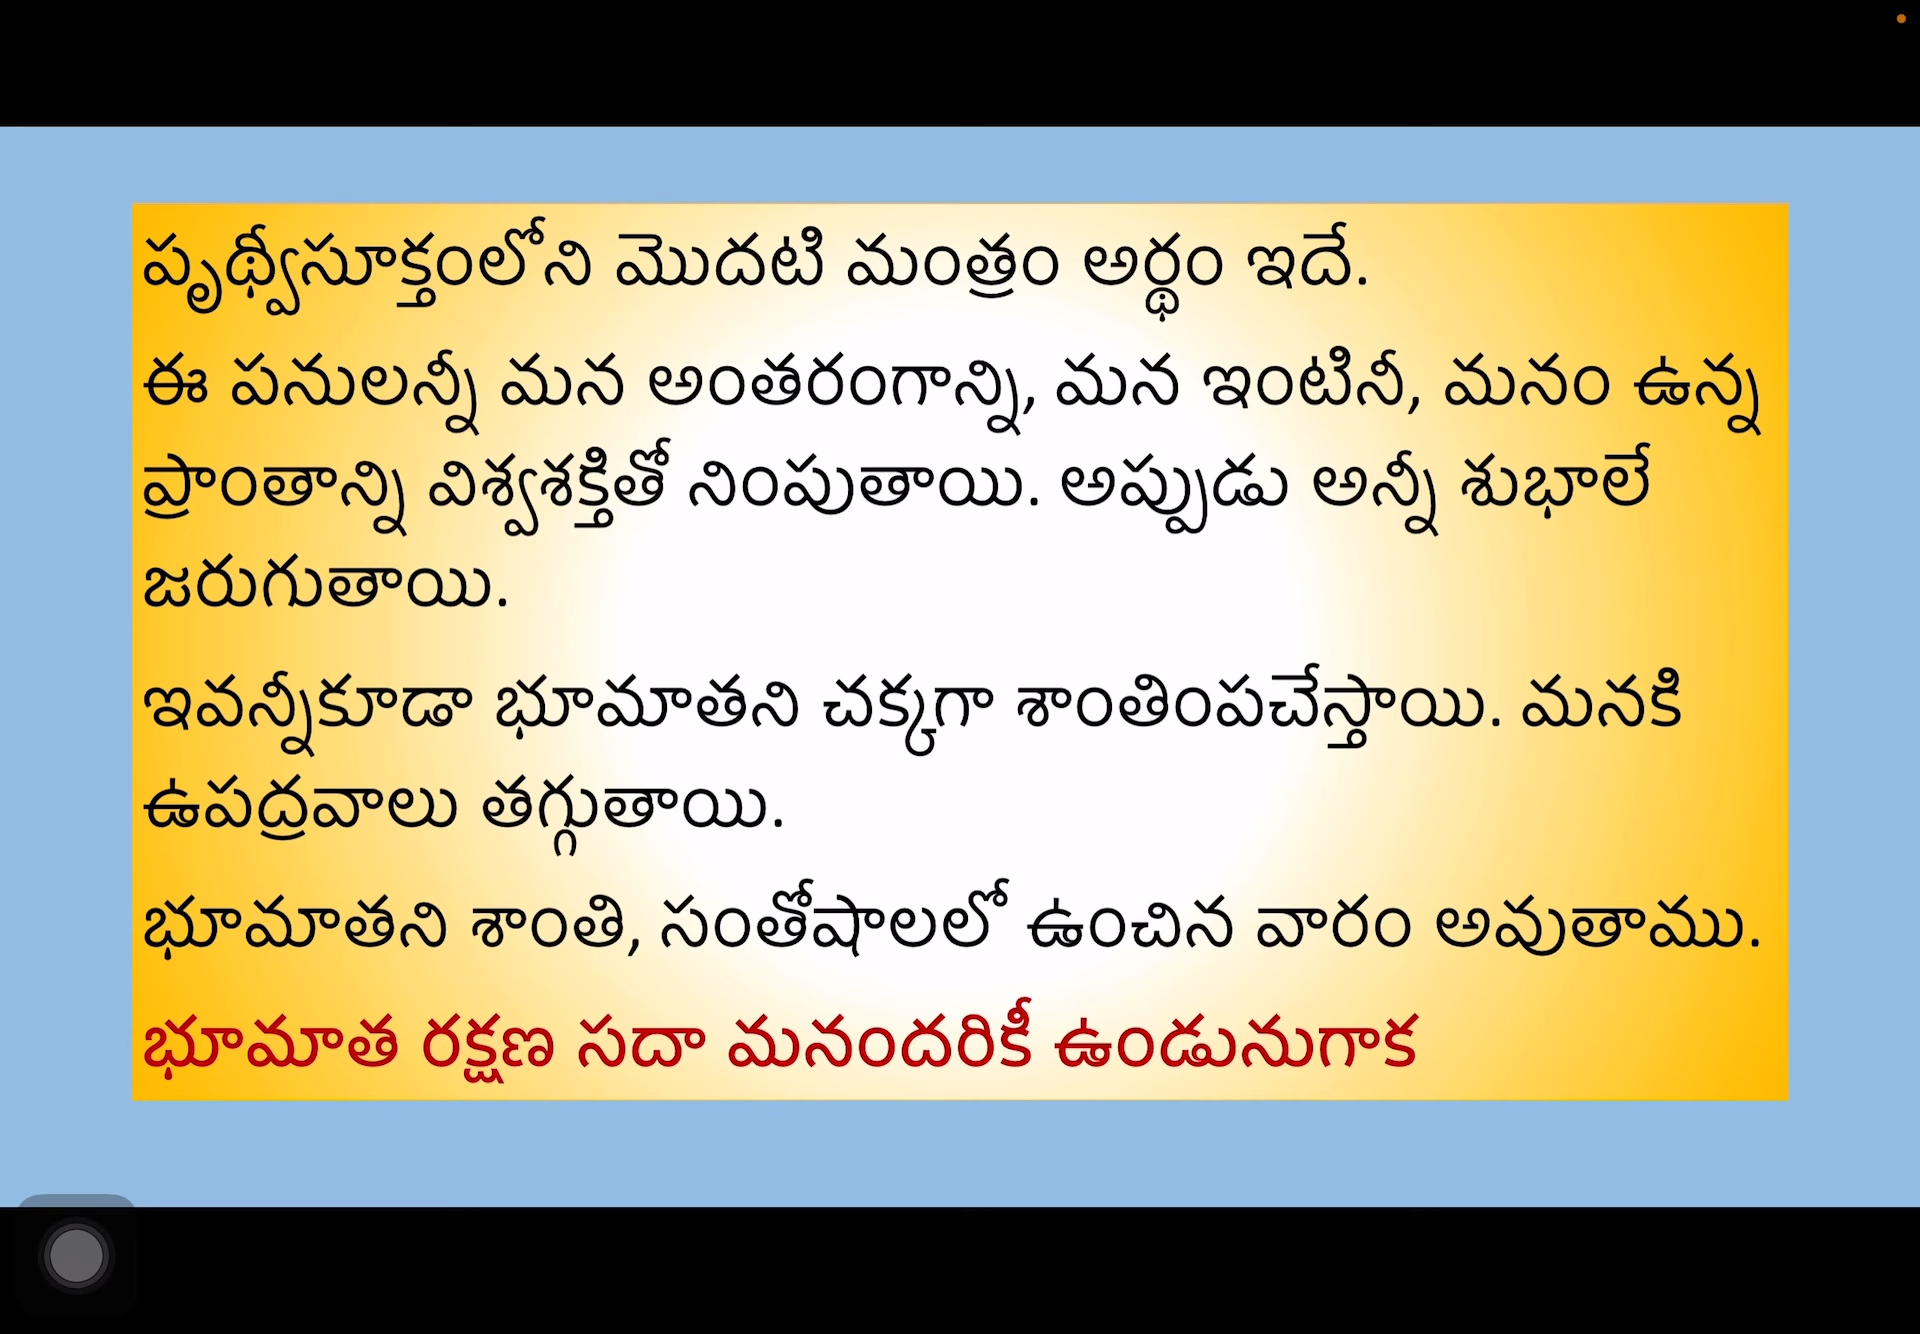 పృథ్వీసూక్తంలోని మొదటి మంత్రం అర్థం ఇదే.
ఈ పనులన్నీ మన అంతరంగాన్ని, మన ఇంటినీ, మనం ఉన్న
ప్రాంతాన్ని విశ్వశక్తితో నింపుతాయి. అప్పుడు అన్నీ శుభాలే
జరుగుతాయి.
ఇవన్నీకూడా భూమాతని చక్కగా శాంతింపచేస్తాయి. మనకి
ఉపద్రవాలు తగ్గుతాయి.
భూమాతని శాంతి, సంతోషాలలో ఉంచిన వారం అవుతాము.
భూమాత రక్షణ సదా మనందరికీ ఉండునుగాక